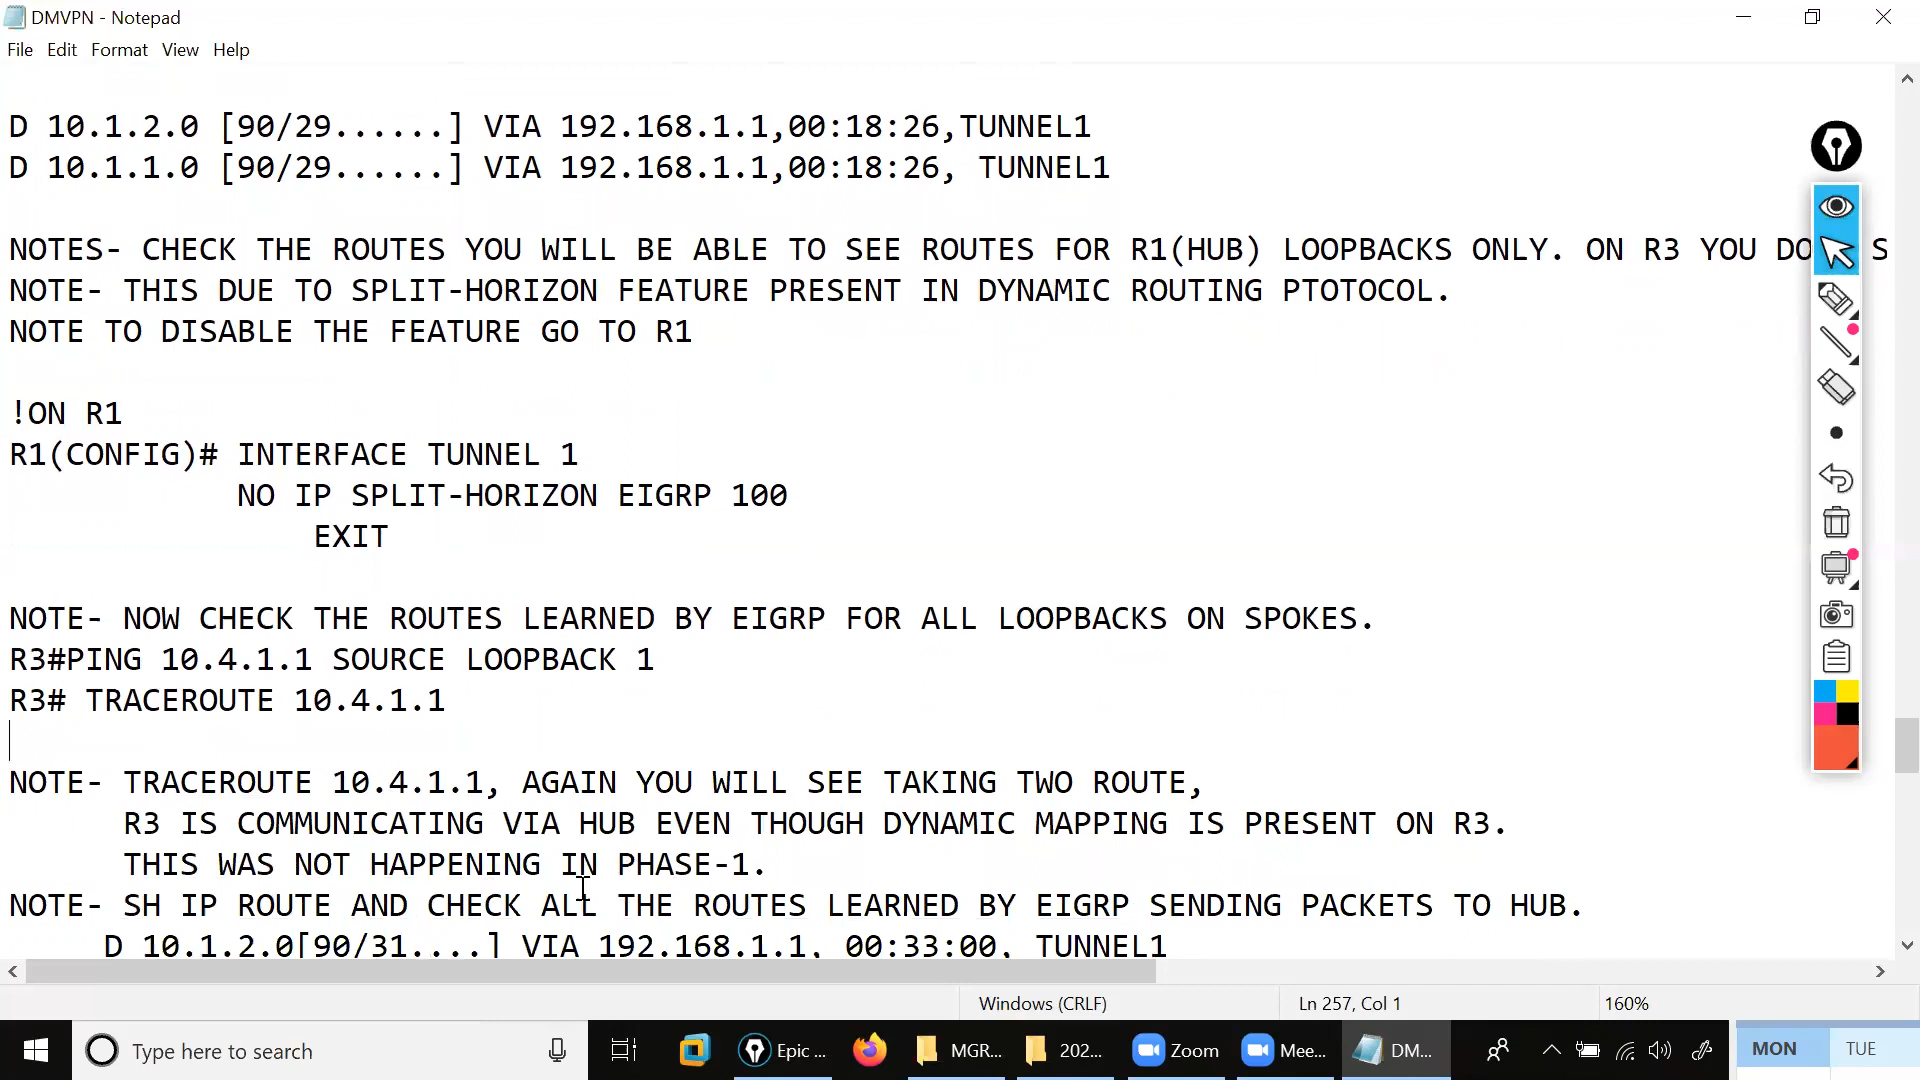 DMVPN - Notepad
File Edit Format View Help
D 10.1.2.0 [90/29......] VIA 192.168.1.1,00:18:26,TUNNEL1
D 10.1.1.0 [90/29......] VIA 192.168.1.1,00:18:26, TUNNEL1
NOTES- CHECK THE ROUTES YOU WILL BE ABLE TO SEE ROUTES FOR R1(HUB) LOOPBACKS ONLY. ON R3 YOU DO S
NOTE- THIS DUE TO SPLIT-HORIZON FEATURE PRESENT IN DYNAMIC ROUTING PTOTOCOL.
NOTE TO DISABLE THE FEATURE GO TO R1
!ON R1
R1(CONFIG)# INTERFACE TUNNEL 1
NO IP SPLIT-HORIZON EIGRP 100
EXIT
NOTE- NOW CHECK THE ROUTES LEARNED BY EIGRP FOR ALL LOOPBACKS ON SPOKES.
R3#PING 10.4.1.1 SOURCE LOOPBACK 1
R3# TRACEROUTE 10.4.1.1
NOTE- TRACEROUTE 10.4.1.1, AGAIN YOU WILL SEE TAKING TWO ROUTE,
R3 IS COMMUNICATING VIA HUB EVEN THOUGH DYNAMIC MAPPING IS PRESENT ON R3.
THIS WAS NOT HAPPENING IN PHASE-1.
NOTE- SH IP ROUTE AND CHECK ALL THE ROUTES LEARNED BY EIGRP SENDING PACKETS TO HUB.
D 10.1.2.0[90/31....] VIA 192.168.1.1, 00:33:00, TUNNEL1
Windows (CRLF) Ln 257, Col 1 160%
Type here to search Epic ... MGR... 202... Zoom Mee... DM... MON TUE